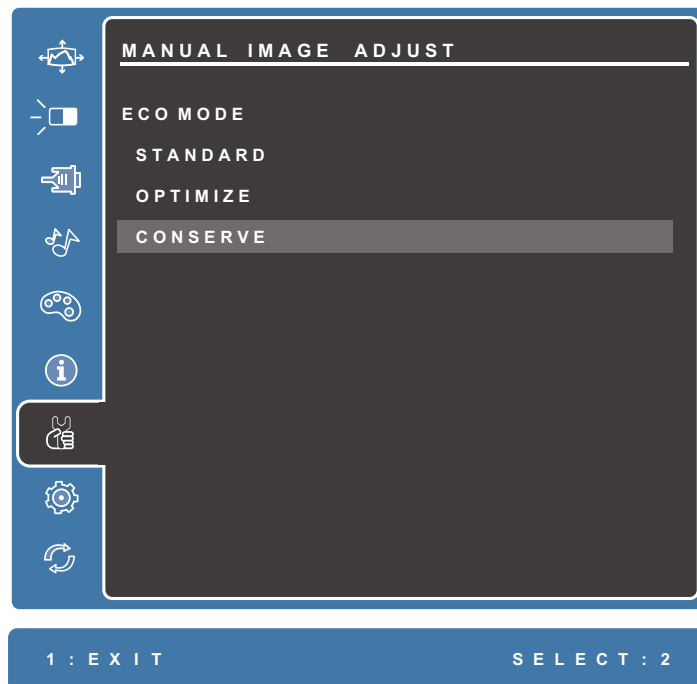 MANUAL IMAGE ADJUST
ECO MODE
STANDARD
OPTIMIZE
CONSERVE
1 : EXIT SELECT : 2